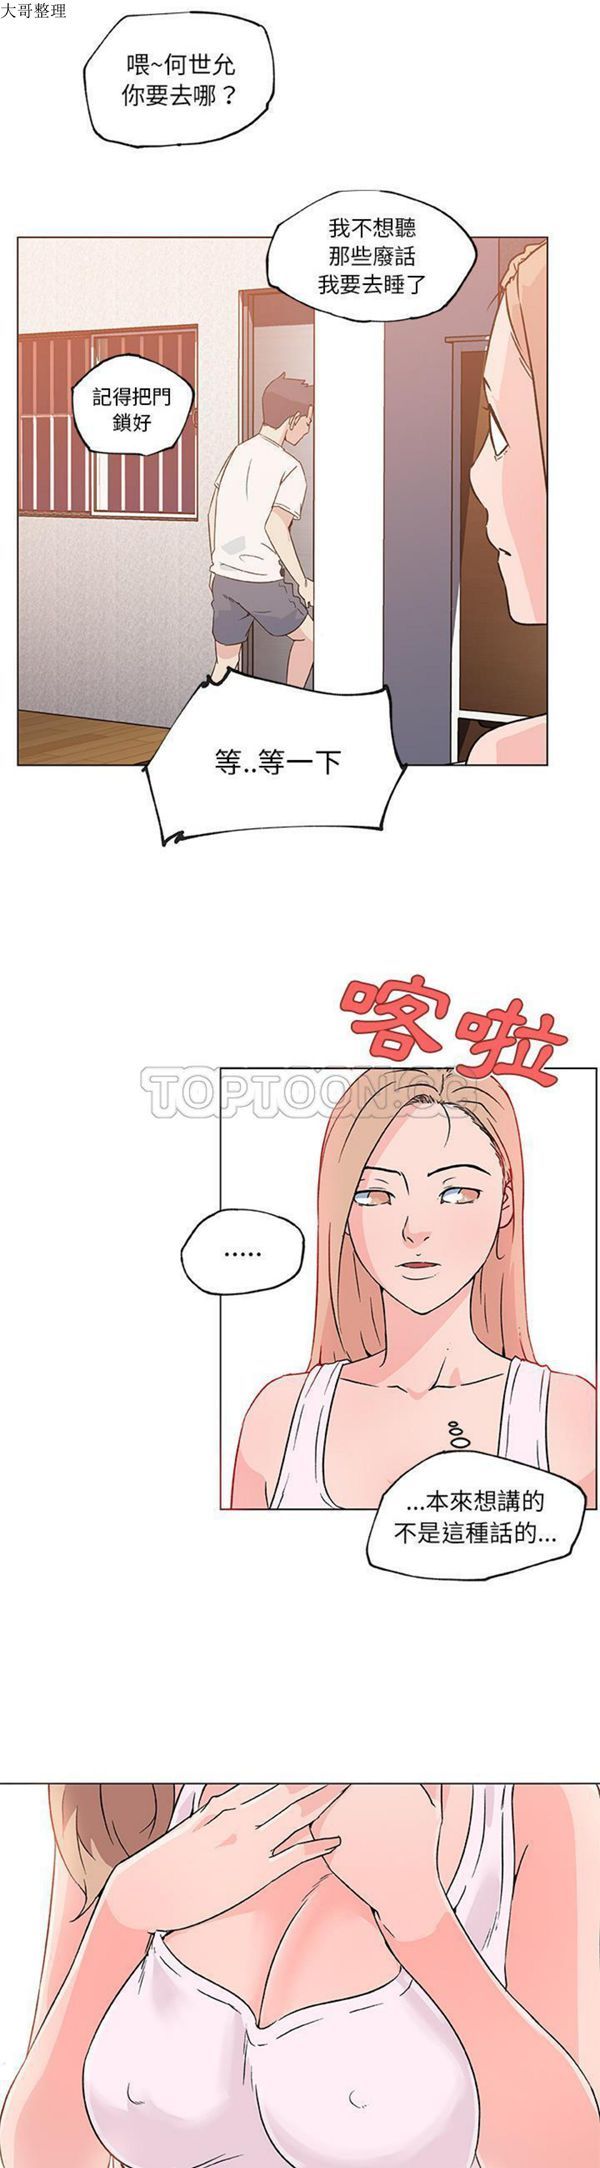 大哥整理
喂~何世允
你要去哪？
我不想聽
那些廢話
我要去睡了
記得把門
鎖好
等..等一下
喀啦
TOPTOON.CC
.....
...本來想講的
不是這種話的...